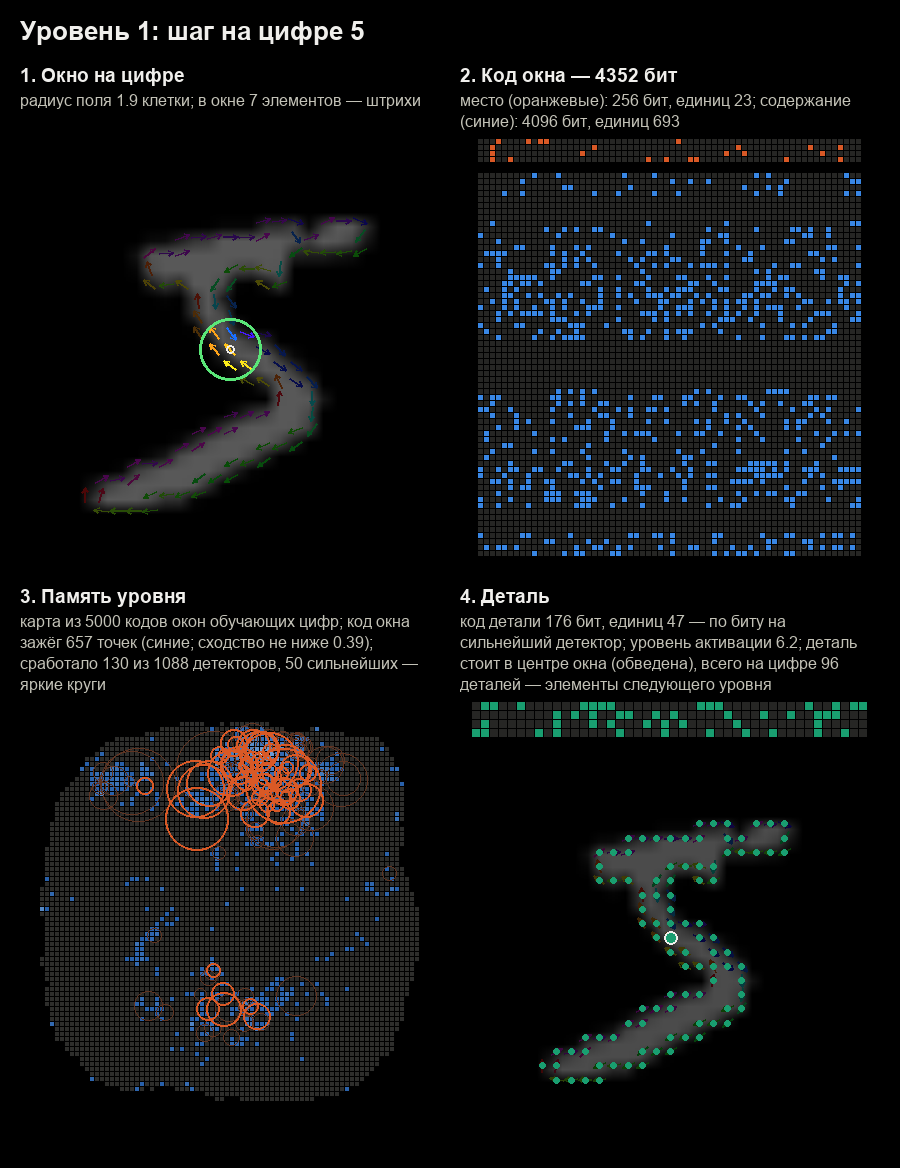 Уровень 1: шаг на цифре 5
1. Окно на цифре
радиус поля 1.9 клетки; в окне 7 элементов — штрихи
2. Код окна — 4352 бит
место (оранжевые): 256 бит, единиц 23; содержание
(синие): 4096 бит, единиц 693
3. Память уровня
карта из 5000 кодов окон обучающих цифр; код окна
зажёг 657 точек (синие; сходство не ниже 0.39);
сработало 130 из 1088 детекторов, 50 сильнейших —
яркие круги
4. Деталь
код детали 176 бит, единиц 47 — по биту на
сильнейший детектор; уровень активации 6.2; деталь
стоит в центре окна (обведена), всего на цифре 96
деталей — элементы следующего уровня